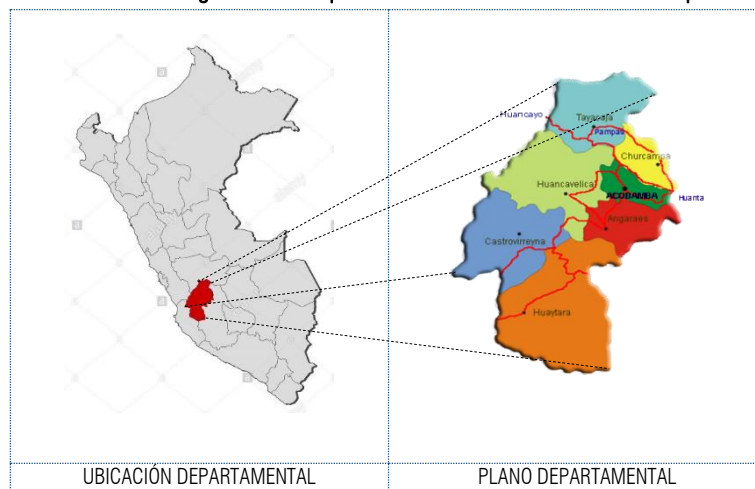 Huancayo
Tayacaja
Pampas
Churcampa
Huancavelica
ACOBAMBA
Huanta
Angaraes
Castrovirreyna
Huaytara
UBICACIÓN DEPARTAMENTAL
PLANO DEPARTAMENTAL